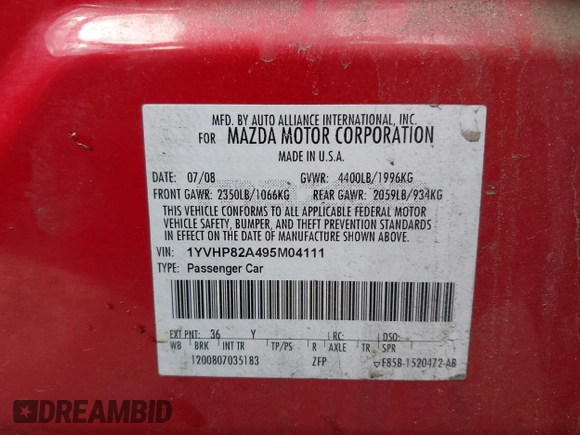 MFD. BY AUTO ALLIANCE INTERNATIONAL, INC.
FOR MAZDA MOTOR CORPORATION
MADE IN U.S.A.
DATE: 07/08 GVWR: 4400LB/1996KG
FRONT GAWR: 2350LB/1066KG REAR GAWR: 2059LB/934KG
THIS VEHICLE CONFORMS TO ALL APPLICABLE FEDERAL MOTOR
VEHICLE SAFETY, BUMPER, AND THEFT PREVENTION STANDARDS
IN EFFECT ON THE DATE OF MANUFACTURE SHOWN ABOVE.
VIN: 1YVHP82A495M04111
TYPE: Passenger Car
EXT PNT: 36 Y RC: DSO:
WB BRK INT TR TP/PS R AXLE TR SPR
1200807035183 ZFP F85B-1520472-AB
DREAMBID